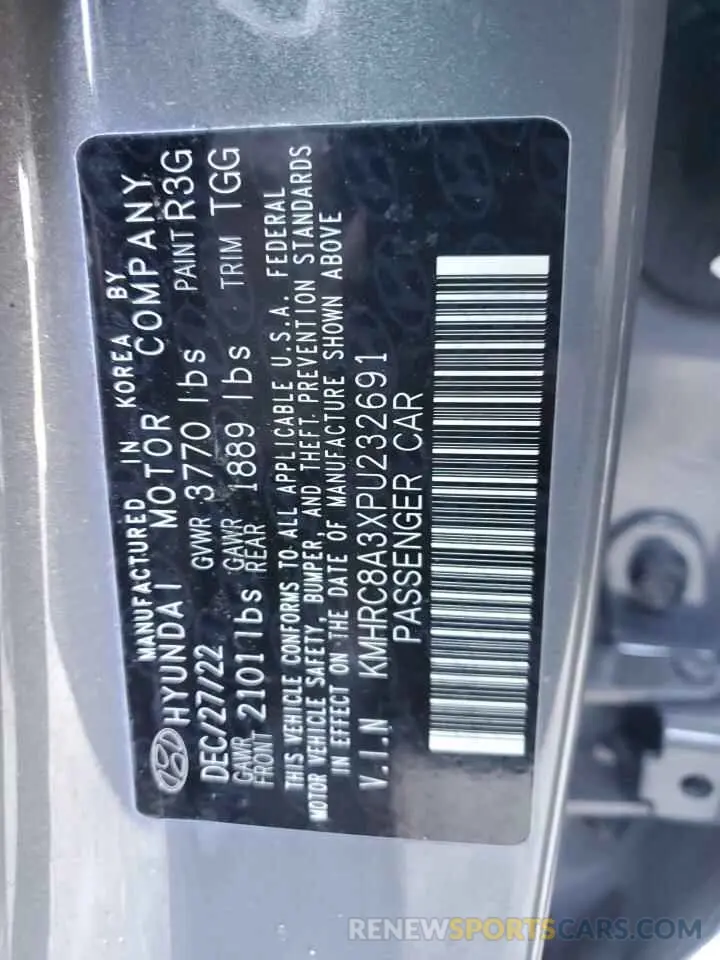 MANUFACTURED IN KOREA BY
HYUNDAI MOTOR COMPANY
DEC/27/22 GVWR 3770 lbs PAINT R3G
GAWR FRONT 2101 lbs GAWR REAR 1889 lbs TRIM TGG
THIS VEHICLE CONFORMS TO ALL APPLICABLE U.S.A. FEDERAL
MOTOR VEHICLE SAFETY, BUMPER, AND THEFT PREVENTION STANDARDS
IN EFFECT ON THE DATE OF MANUFACTURE SHOWN ABOVE
V.I.N KMHRC8A3XPU232691
PASSENGER CAR
RENEWSPORTSCARS.COM